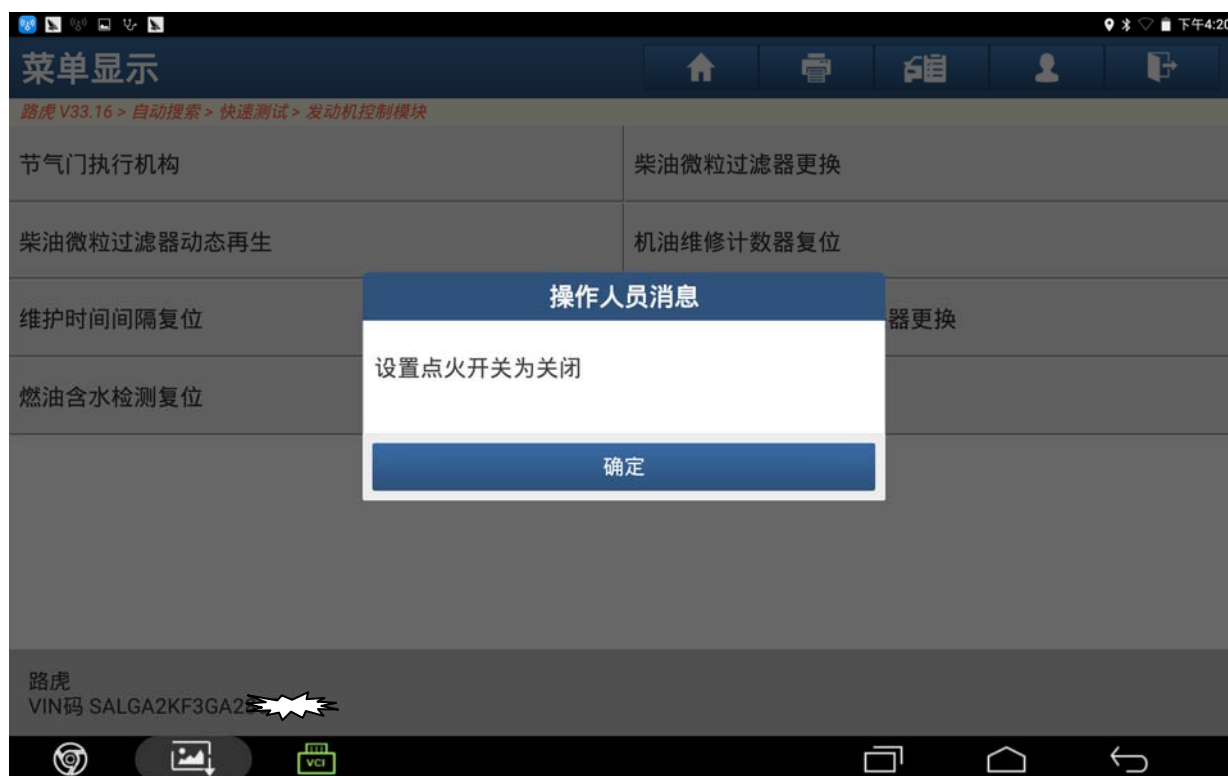 下午4:20
菜单显示
路虎 V33.16 > 自动搜索 > 快速测试 > 发动机控制模块
节气门执行机构
柴油微粒过滤器更换
柴油微粒过滤器动态再生
机油维修计数器复位
操作人员消息
维护时间间隔复位
器更换
设置点火开关为关闭
燃油含水检测复位
确定
路虎
VIN码 SALGA2KF3GA2
VCI